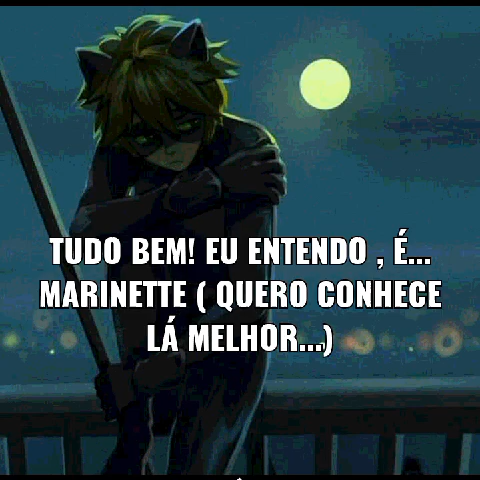 TUDO BEM! EU ENTENDO , É...
MARINETTE ( QUERO CONHECE
LÁ MELHOR...)